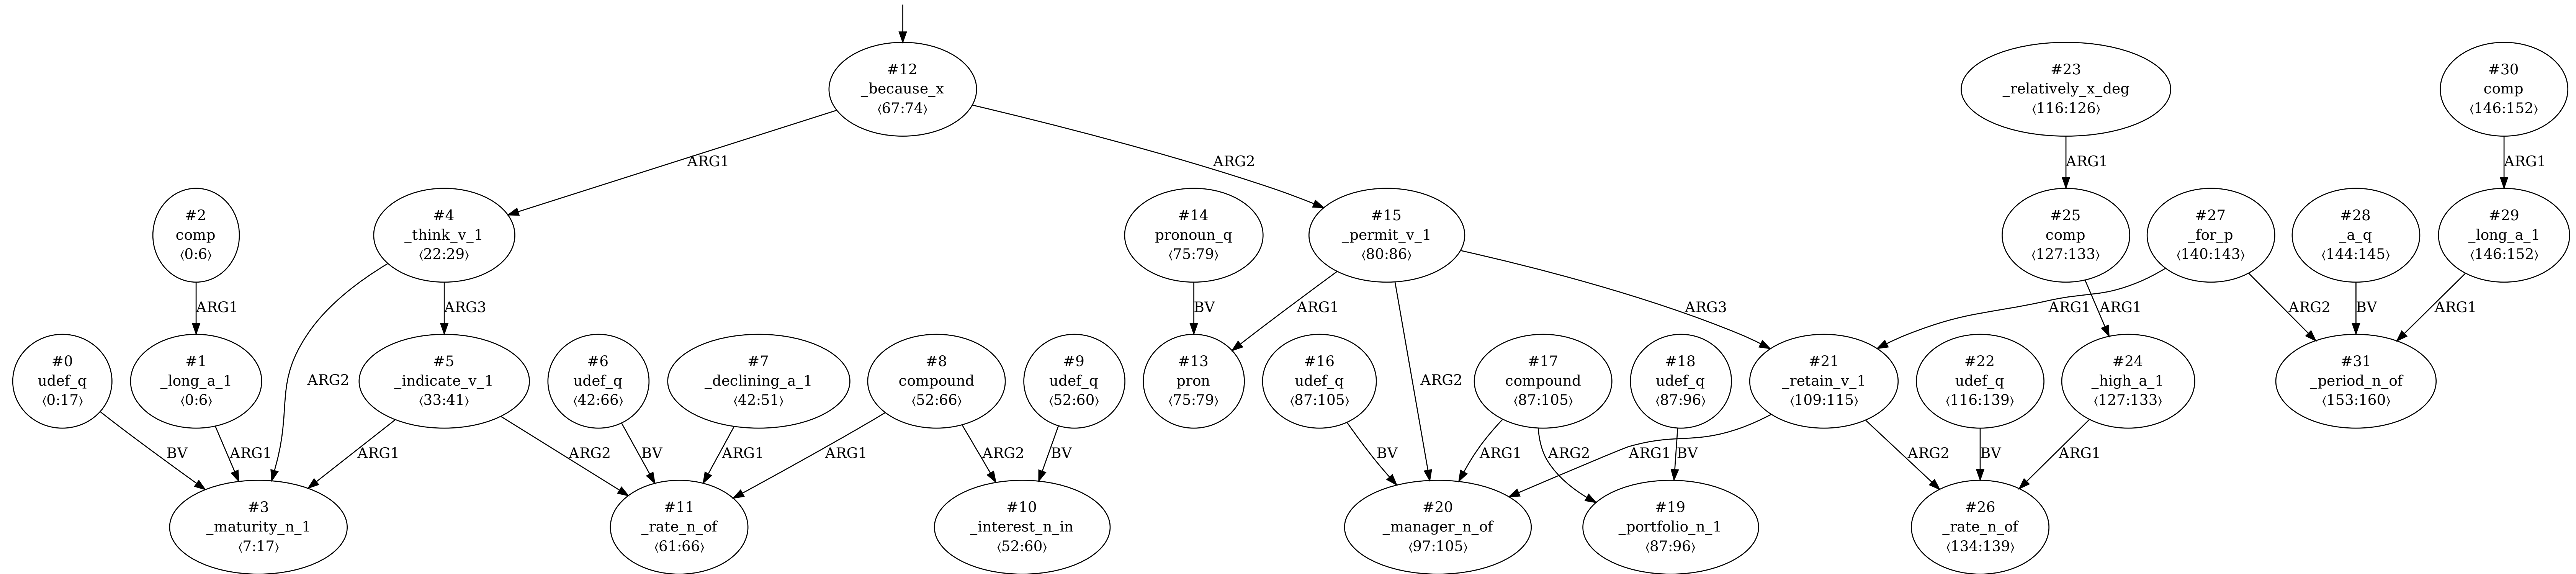 #12
_because_x
⟨67:74⟩
#23
_relatively_x_deg
⟨116:126⟩
#30
comp
⟨146:152⟩
ARG1
ARG2
ARG1
ARG1
#2
comp
⟨0:6⟩
#4
_think_v_1
⟨22:29⟩
#14
pronoun_q
⟨75:79⟩
#15
_permit_v_1
⟨80:86⟩
#25
comp
⟨127:133⟩
#27
_for_p
⟨140:143⟩
#28
_a_q
⟨144:145⟩
#29
_long_a_1
⟨146:152⟩
ARG1
ARG3
BV
ARG1
ARG3
ARG1
ARG1
ARG2
BV
ARG1
#0
udef_q
⟨0:17⟩
#1
_long_a_1
⟨0:6⟩
ARG2
#5
_indicate_v_1
⟨33:41⟩
#6
udef_q
⟨42:66⟩
#7
_declining_a_1
⟨42:51⟩
#8
compound
⟨52:66⟩
#9
udef_q
⟨52:60⟩
#13
pron
⟨75:79⟩
#16
udef_q
⟨87:105⟩
ARG2
#17
compound
⟨87:105⟩
#18
udef_q
⟨87:96⟩
#21
_retain_v_1
⟨109:115⟩
#22
udef_q
⟨116:139⟩
#24
_high_a_1
⟨127:133⟩
#31
_period_n_of
⟨153:160⟩
BV
ARG1
ARG1
ARG2
BV
ARG1
ARG1
ARG2
BV
BV
ARG1
ARG2
ARG1
BV
ARG2
BV
ARG1
#3
_maturity_n_1
⟨7:17⟩
#11
_rate_n_of
⟨61:66⟩
#10
_interest_n_in
⟨52:60⟩
#20
_manager_n_of
⟨97:105⟩
#19
_portfolio_n_1
⟨87:96⟩
#26
_rate_n_of
⟨134:139⟩